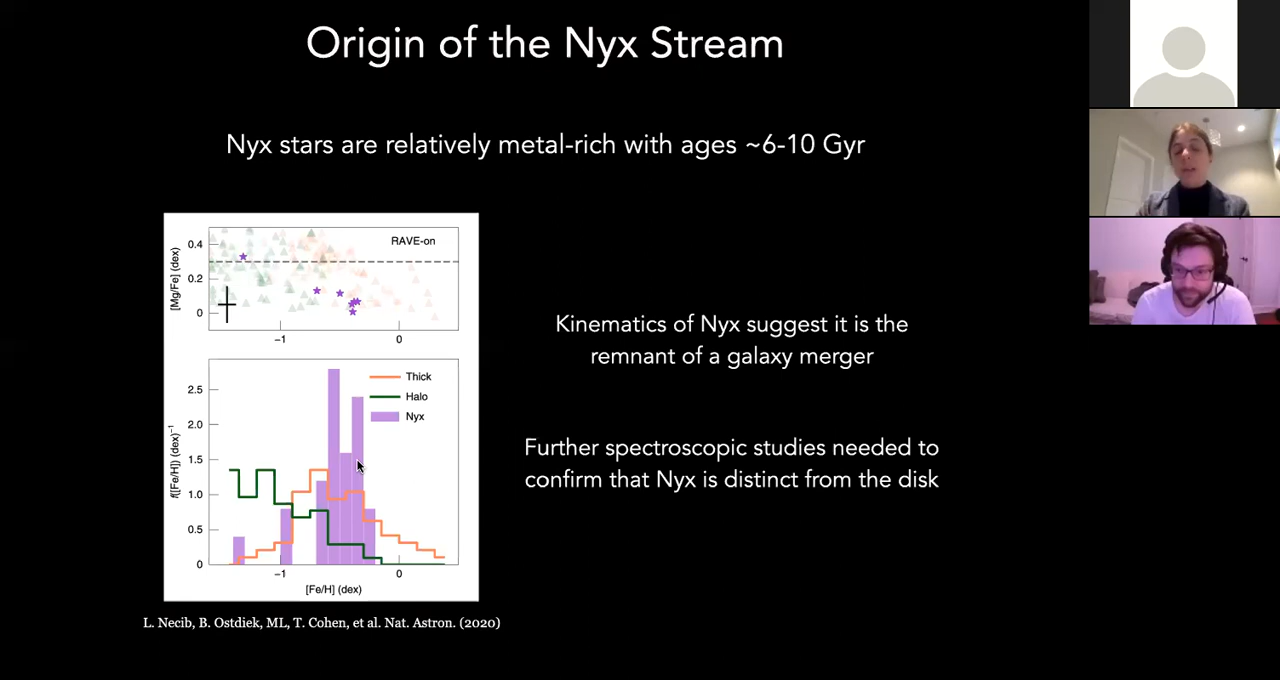 Origin of the Nyx Stream
Nyx stars are relatively metal-rich with ages ~6-10 Gyr
RAVE-on
[Mg/Fe] (dex)
0.4
0.2
0
−1
0
Thick
Halo
Nyx
f([Fe/H]) (dex)⁻¹
2.5
2.0
1.5
1.0
0.5
0
−1
0
[Fe/H] (dex)
L. Necib, B. Ostdiek, ML, T. Cohen, et al. Nat. Astron. (2020)
Kinematics of Nyx suggest it is the
remnant of a galaxy merger
Further spectroscopic studies needed to
confirm that Nyx is distinct from the disk